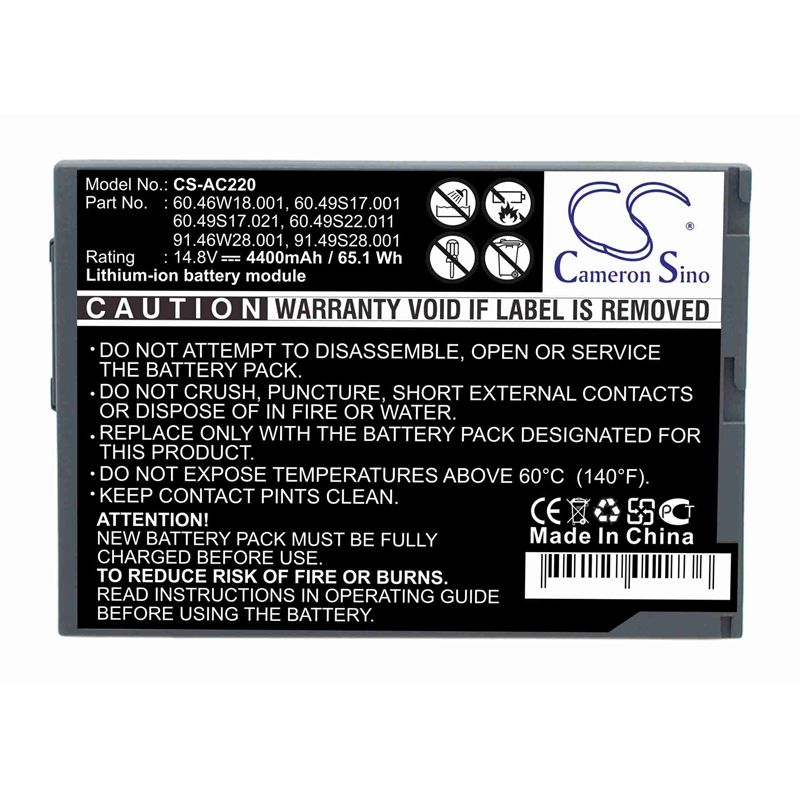 Model No.: CS-AC220
Part No. : 60.46W18.001, 60.49S17.001
60.49S17.021, 60.49S22.011
91.46W28.001, 91.49S28.001
Rating : 14.8V 4400mAh / 65.1 Wh
Lithium-ion battery module
CS
Cameron Sino
CAUTION WARRANTY VOID IF LABEL IS REMOVED
•DO NOT ATTEMPT TO DISASSEMBLE, OPEN OR SERVICE
THE BATTERY PACK.
•DO NOT CRUSH, PUNCTURE, SHORT EXTERNAL CONTACTS
OR DISPOSE OF IN FIRE OR WATER.
•REPLACE ONLY WITH THE BATTERY PACK DESIGNATED FOR
THIS PRODUCT.
•DO NOT EXPOSE TEMPERATURES ABOVE 60°C (140°F).
•KEEP CONTACT PINTS CLEAN.
ATTENTION!
NEW BATTERY PACK MUST BE FULLY
CHARGED BEFORE USE.
TO REDUCE RISK OF FIRE OR BURNS.
READ INSTRUCTIONS IN OPERATING GUIDE
BEFORE USING THE BATTERY.
CE
Made In China